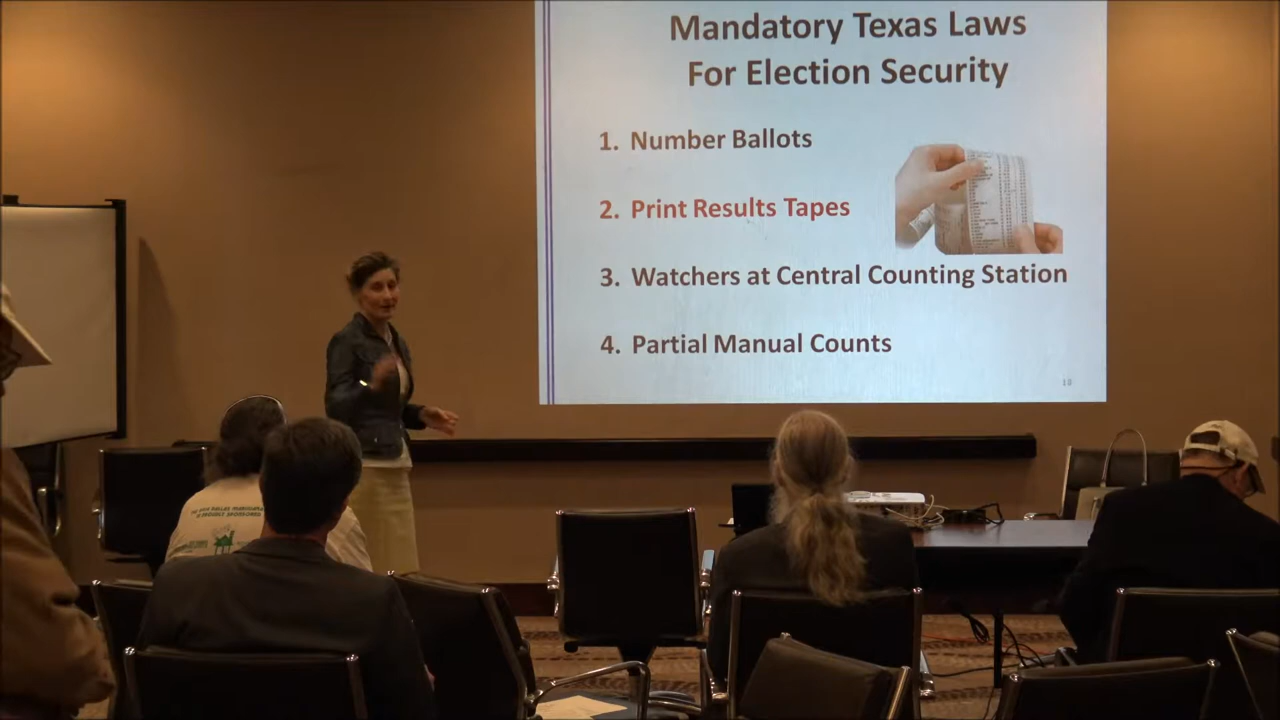 Mandatory Texas Laws
For Election Security
1. Number Ballots
2. Print Results Tapes
3. Watchers at Central Counting Station
4. Partial Manual Counts
10